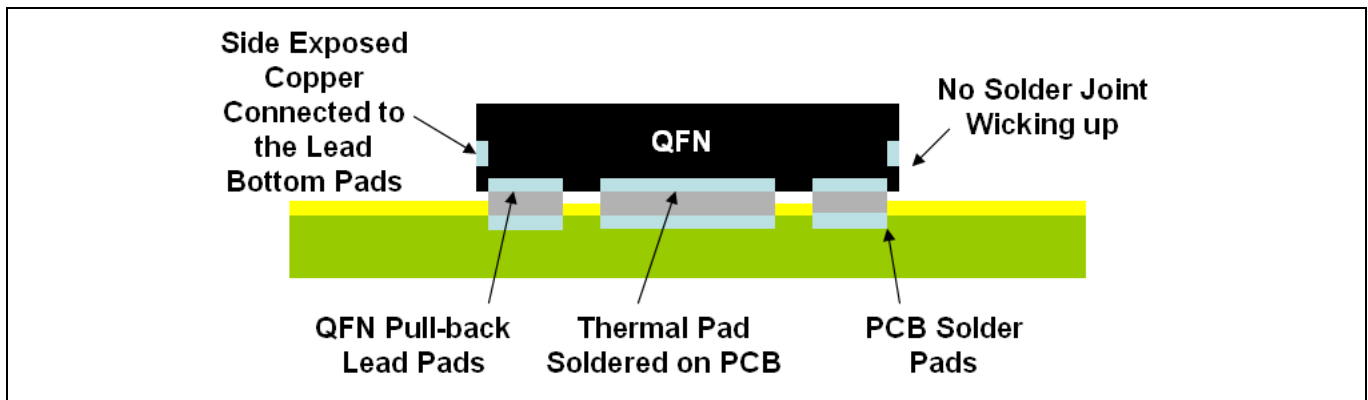 Side Exposed
Copper
Connected to
the Lead
Bottom Pads
QFN
No Solder Joint
Wicking up
QFN Pull-back
Lead Pads
Thermal Pad
Soldered on PCB
PCB Solder
Pads